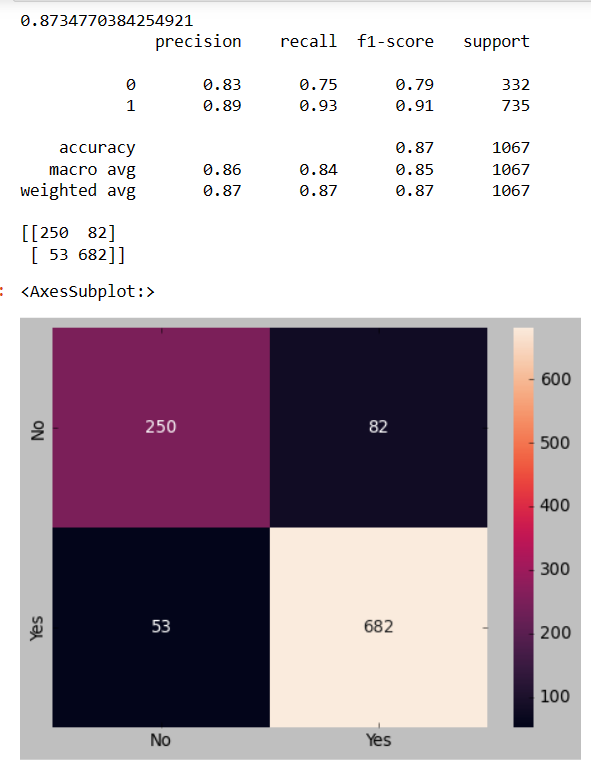 0.8734770384254921
precision recall f1-score support
0 0.83 0.75 0.79 332
1 0.89 0.93 0.91 735
accuracy 0.87 1067
macro avg 0.86 0.84 0.85 1067
weighted avg 0.87 0.87 0.87 1067
[[250 82]
[ 53 682]]
: <AxesSubplot:>
No 250 82
Yes 53 682
No Yes
600
500
400
300
200
100